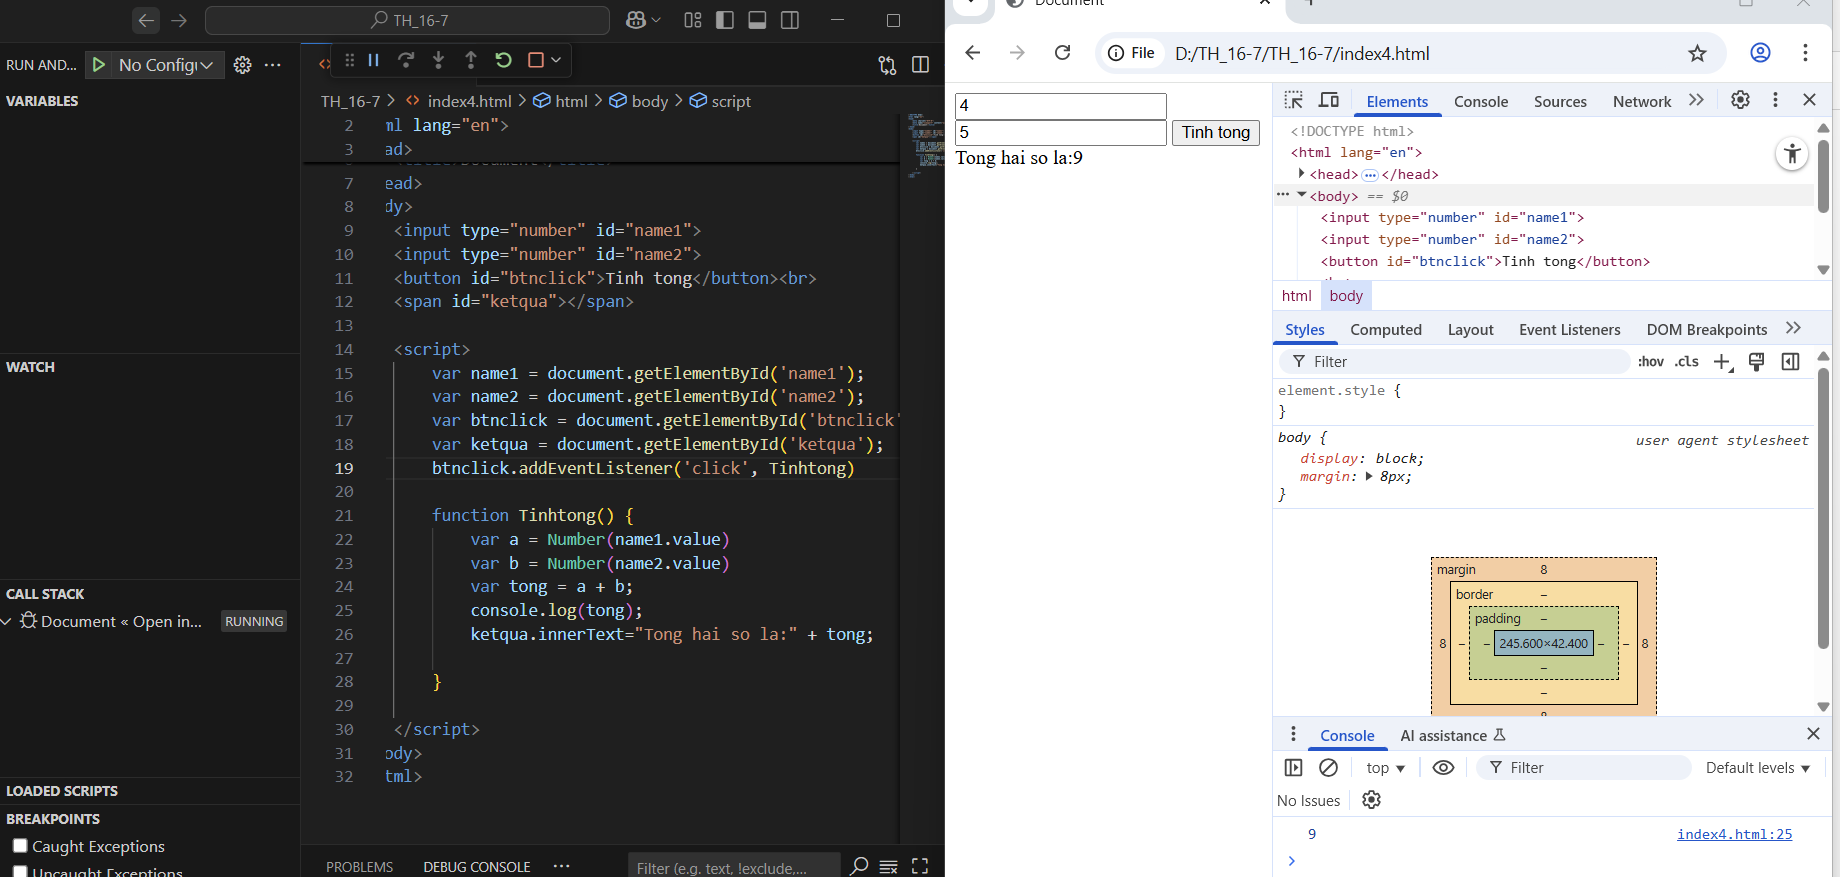 TH_16-7
RUN AND...
No Config
VARIABLES
WATCH
CALL STACK
Document « Open in...
RUNNING
LOADED SCRIPTS
BREAKPOINTS
Caught Exceptions
Uncaught Exceptions
TH_16-7 > index4.html > html > body > script
2 ml lang="en">
3 ad>
7 ead>
8 dy>
9 <input type="number" id="name1">
10 <input type="number" id="name2">
11 <button id="btnclick">Tinh tong</button><br>
12 <span id="ketqua"></span>
13
14 <script>
15 var name1 = document.getElementById('name1');
16 var name2 = document.getElementById('name2');
17 var btnclick = document.getElementById('btnclick'
18 var ketqua = document.getElementById('ketqua');
19 btnclick.addEventListener('click', Tinhtong)
20
21 function Tinhtong() {
22 var a = Number(name1.value)
23 var b = Number(name2.value)
24 var tong = a + b;
25 console.log(tong);
26 ketqua.innerText="Tong hai so la:" + tong;
27
28 }
29
30 </script>
31 ody>
32 tml>
PROBLEMS
DEBUG CONSOLE
Filter (e.g. text, !exclude,...
Document
File
D:/TH_16-7/TH_16-7/index4.html
4
5
Tinh tong
Tong hai so la:9
Elements
Console
Sources
Network
<!DOCTYPE html>
<html lang="en">
<head> ••• </head>
••• <body> == $0
<input type="number" id="name1">
<input type="number" id="name2">
<button id="btnclick">Tinh tong</button>
html
body
Styles
Computed
Layout
Event Listeners
DOM Breakpoints
Filter
:hov
.cls
element.style {
}
body {
user agent stylesheet
display: block;
margin: 8px;
}
margin
8
border
–
padding
–
8
–
–
245.600×42.400
–
–
8
–
–
8
Console
AI assistance
top
Filter
Default levels
No Issues
9
index4.html:25